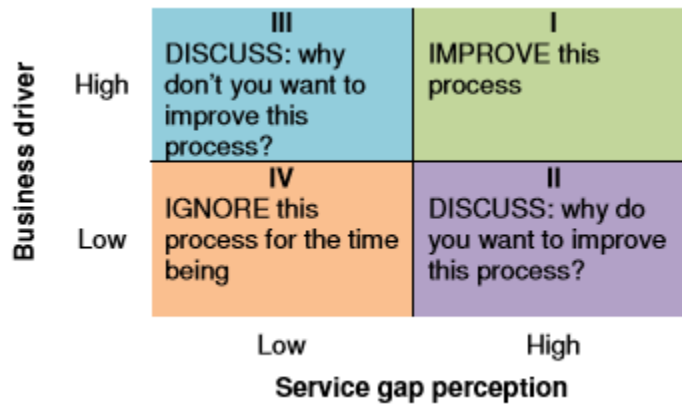 Business driver
High
III
DISCUSS: why
don't you want to
improve this
process?
I
IMPROVE this
process
Low
IV
IGNORE this
process for the time
being
II
DISCUSS: why do
you want to improve
this process?
Low
High
Service gap perception